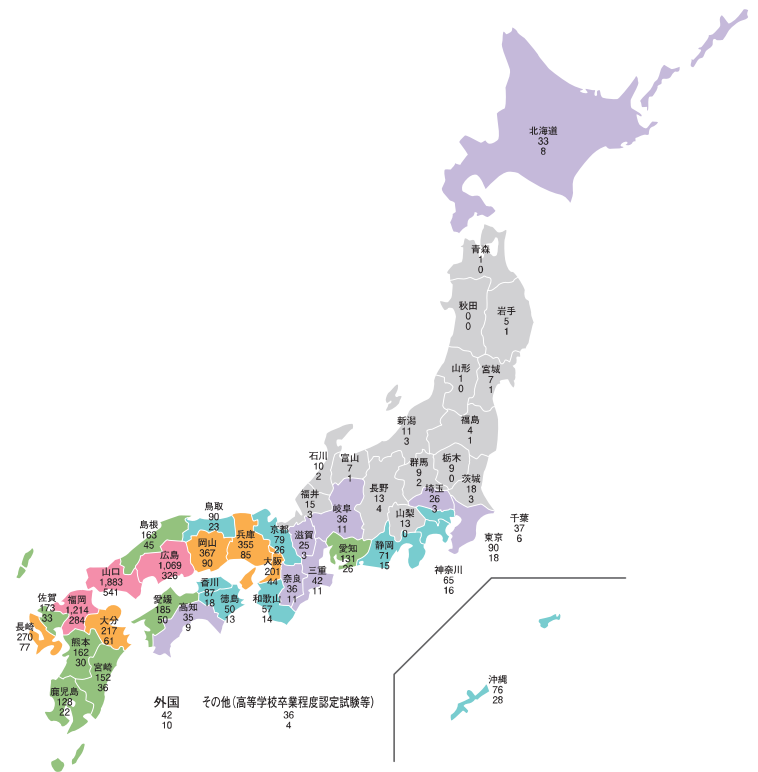 北海道
33
8
青森
1
0
秋田
0
0
岩手
5
1
山形
1
0
宮城
7
1
新潟
11
3
福島
4
1
石川
10
2
富山
7
1
群馬
9
2
栃木
9
0
茨城
18
3
福井
15
3
岐阜
36
11
長野
13
4
埼玉
26
3
山梨
13
0
千葉
37
6
東京
90
18
神奈川
65
16
静岡
71
15
愛知
131
26
滋賀
25
3
三重
42
11
京都
79
26
奈良
36
11
大阪
201
44
和歌山
57
14
兵庫
355
85
鳥取
90
23
岡山
367
90
島根
163
45
広島
1,069
326
山口
1,883
541
香川
87
18
徳島
50
13
愛媛
185
50
高知
35
9
福岡
1,214
284
佐賀
173
33
長崎
270
77
大分
217
61
熊本
162
30
宮崎
152
36
鹿児島
128
22
沖縄
76
28
外国
42
10
その他(高等学校卒業程度認定試験等)
36
4